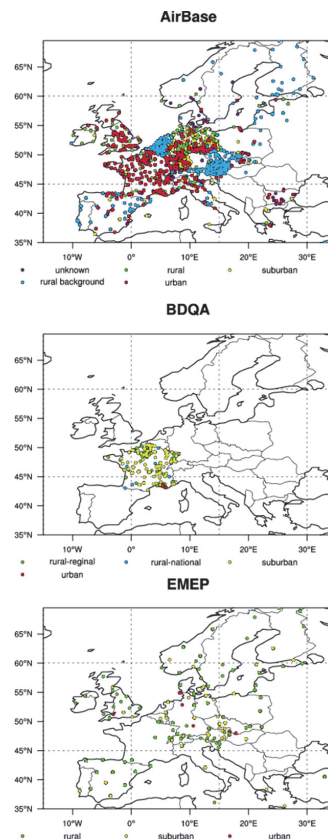 AirBase
65°N
60°N
55°N
50°N
45°N
40°N
35°N
10°W 0° 10°E 20°E 30°E
unknown rural suburban
rural background urban
BDQA
65°N
60°N
55°N
50°N
45°N
40°N
35°N
10°W 0° 10°E 20°E 30°E
rural-reginal rural-national suburban
urban
EMEP
65°N
60°N
55°N
50°N
45°N
40°N
35°N
10°W 0° 10°E 20°E 30°E
rural suburban urban